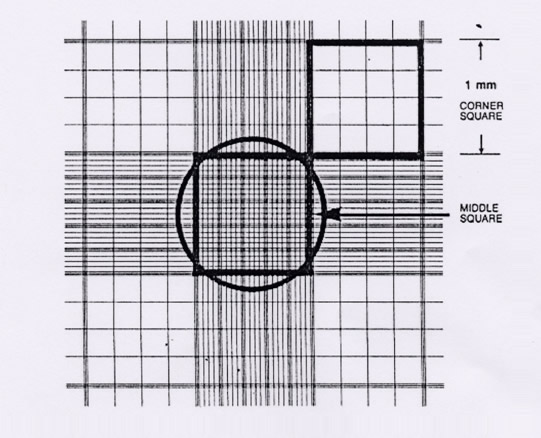 1 mm
CORNER
SQUARE
MIDDLE
SQUARE